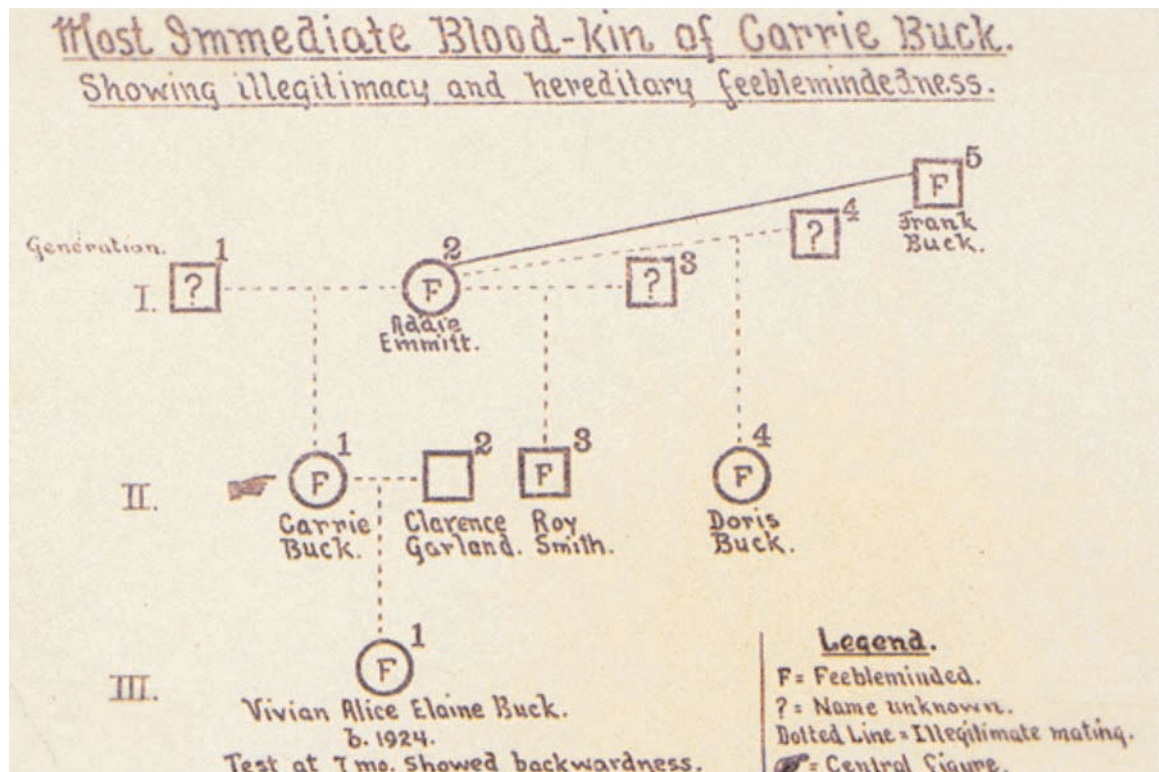 Most Immediate Blood-kin of Carrie Buck.
Showing illegitimacy and hereditary feeblemindedness.
Generation.
I.
? 1
F 2
Addie
Emmitt.
? 3
? 4
F 5
Frank
Buck.
II.
F 1
Carrie
Buck.
2
Clarence
Garland.
F 3
Roy
Smith.
F 4
Doris
Buck.
III.
F 1
Vivian Alice Elaine Buck.
b. 1924.
Test at 7 mo. Showed backwardness.
Legend.
F= Feebleminded.
? = Name unknown.
Dotted Line = Illegitimate mating.
= Central figure.